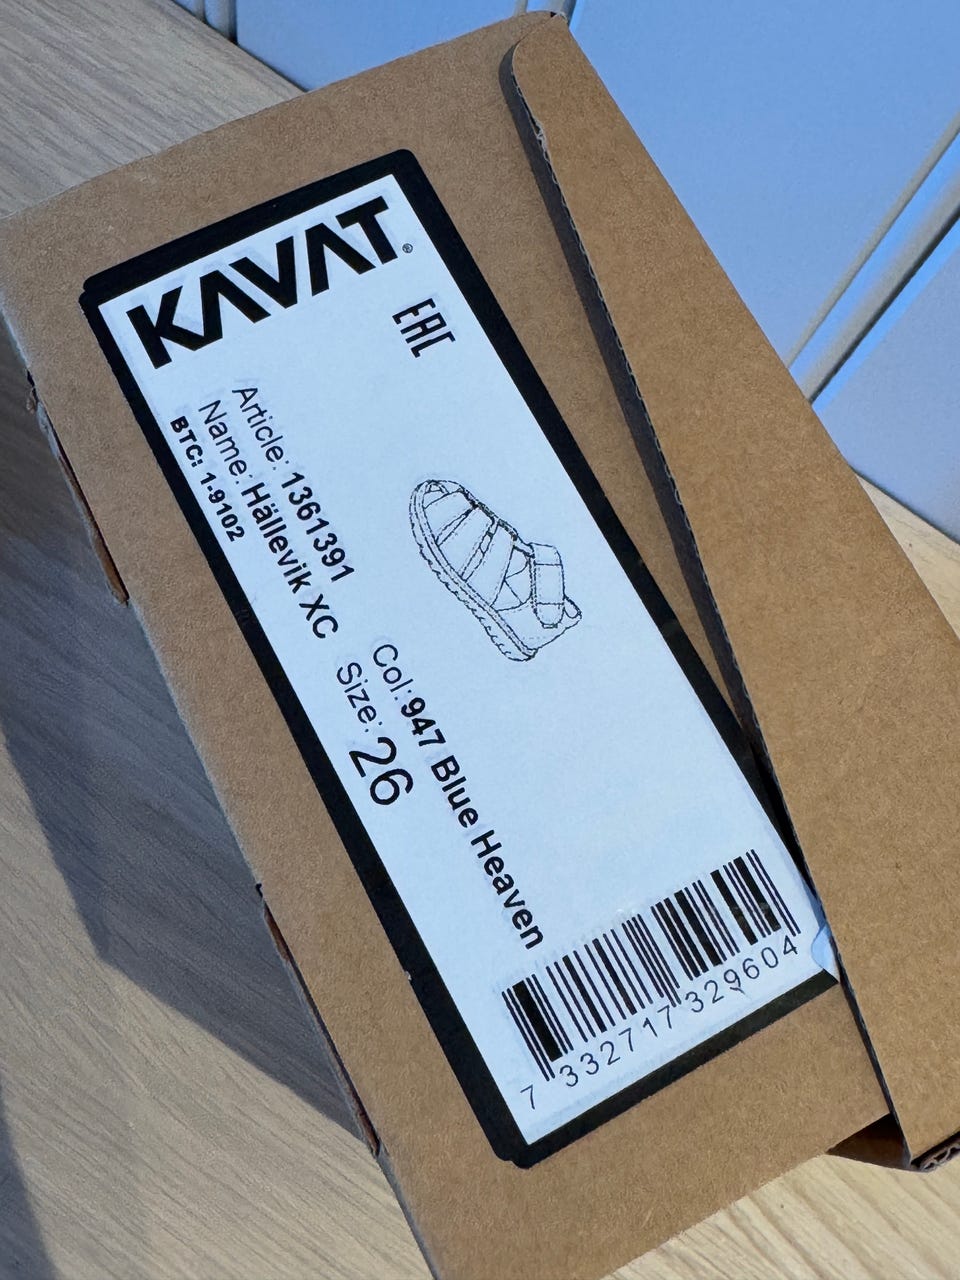 KAVAT®
EAC
Article: 1361391
Col: 947 Blue Heaven
Name: Hällevik XC
Size: 26
BTC: 1-9102
7 332717 329604